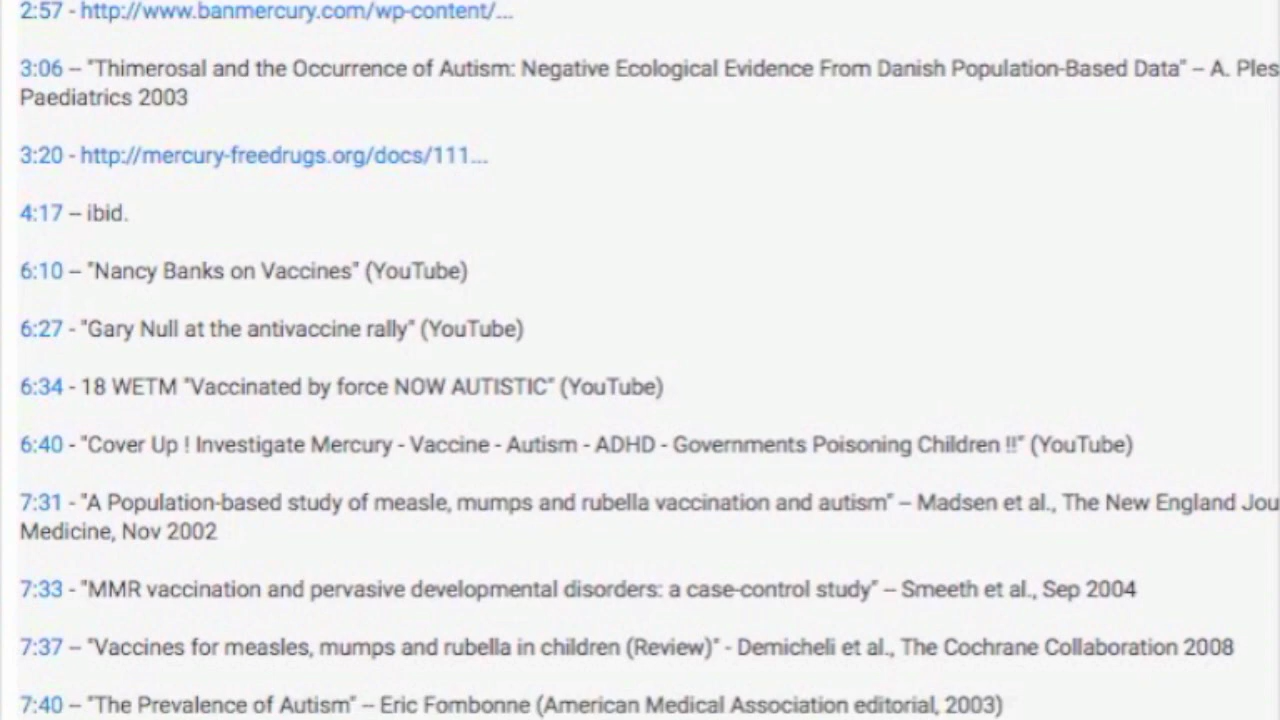 2:57 - http://www.banmercury.com/wp-content/...
3:06 – "Thimerosal and the Occurrence of Autism: Negative Ecological Evidence From Danish Population-Based Data" – A. Ples
Paediatrics 2003
3:20 - http://mercury-freedrugs.org/docs/111...
4:17 – ibid.
6:10 – "Nancy Banks on Vaccines" (YouTube)
6:27 - "Gary Null at the antivaccine rally" (YouTube)
6:34 - 18 WETM "Vaccinated by force NOW AUTISTIC" (YouTube)
6:40 - "Cover Up ! Investigate Mercury - Vaccine - Autism - ADHD - Governments Poisoning Children !!" (YouTube)
7:31 - "A Population-based study of measle, mumps and rubella vaccination and autism" – Madsen et al., The New England Jou
Medicine, Nov 2002
7:33 - "MMR vaccination and pervasive developmental disorders: a case-control study" – Smeeth et al., Sep 2004
7:37 – "Vaccines for measles, mumps and rubella in children (Review)" - Demicheli et al., The Cochrane Collaboration 2008
7:40 – "The Prevalence of Autism" – Eric Fombonne (American Medical Association editorial, 2003)